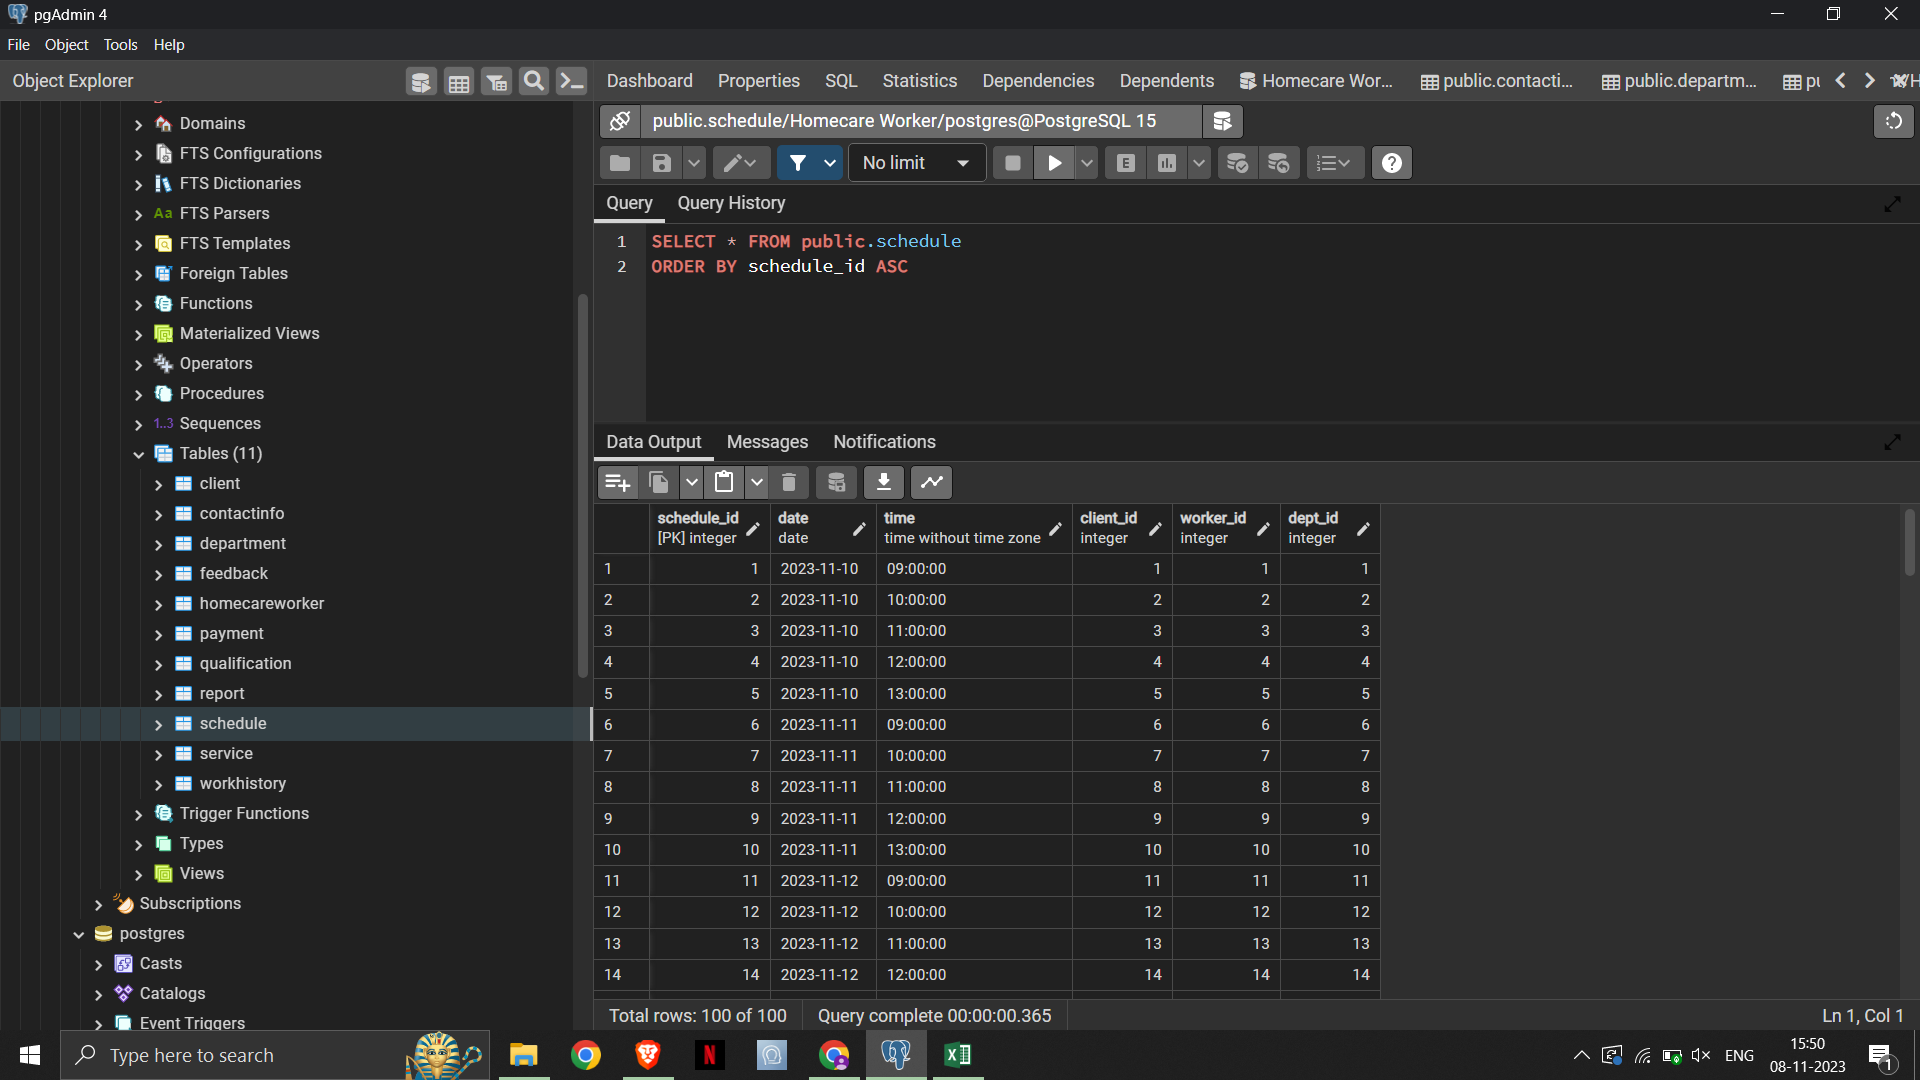 pgAdmin 4
File Object Tools Help
Object Explorer
Dashboard Properties SQL Statistics Dependencies Dependents Homecare Wor... public.contacti... public.departm...
Domains
FTS Configurations
FTS Dictionaries
Aa FTS Parsers
FTS Templates
Foreign Tables
Functions
Materialized Views
Operators
Procedures
1..3 Sequences
Tables (11)
client
contactinfo
department
feedback
homecareworker
payment
qualification
report
schedule
service
workhistory
Trigger Functions
Types
Views
Subscriptions
postgres
Casts
Catalogs
Event Triggers
public.schedule/Homecare Worker/postgres@PostgreSQL 15
No limit E
Query Query History
1 SELECT * FROM public.schedule
2 ORDER BY schedule_id ASC
Data Output Messages Notifications
schedule_id date time client_id worker_id dept_id
[PK] integer date time without time zone integer integer integer
1 1 2023-11-10 09:00:00 1 1 1
2 2 2023-11-10 10:00:00 2 2 2
3 3 2023-11-10 11:00:00 3 3 3
4 4 2023-11-10 12:00:00 4 4 4
5 5 2023-11-10 13:00:00 5 5 5
6 6 2023-11-11 09:00:00 6 6 6
7 7 2023-11-11 10:00:00 7 7 7
8 8 2023-11-11 11:00:00 8 8 8
9 9 2023-11-11 12:00:00 9 9 9
10 10 2023-11-11 13:00:00 10 10 10
11 11 2023-11-12 09:00:00 11 11 11
12 12 2023-11-12 10:00:00 12 12 12
13 13 2023-11-12 11:00:00 13 13 13
14 14 2023-11-12 12:00:00 14 14 14
Total rows: 100 of 100 Query complete 00:00:00.365 Ln 1, Col 1
Type here to search
ENG
15:50
08-11-2023
1